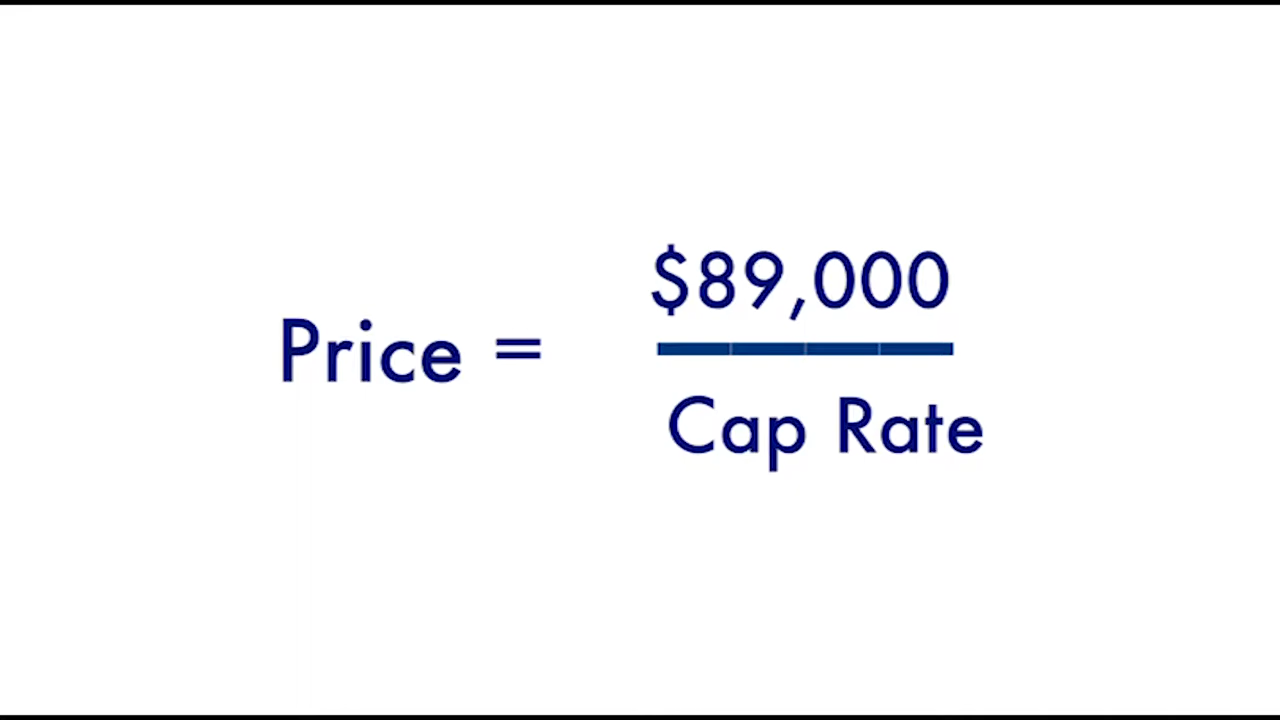 Price = $89,000
Cap Rate